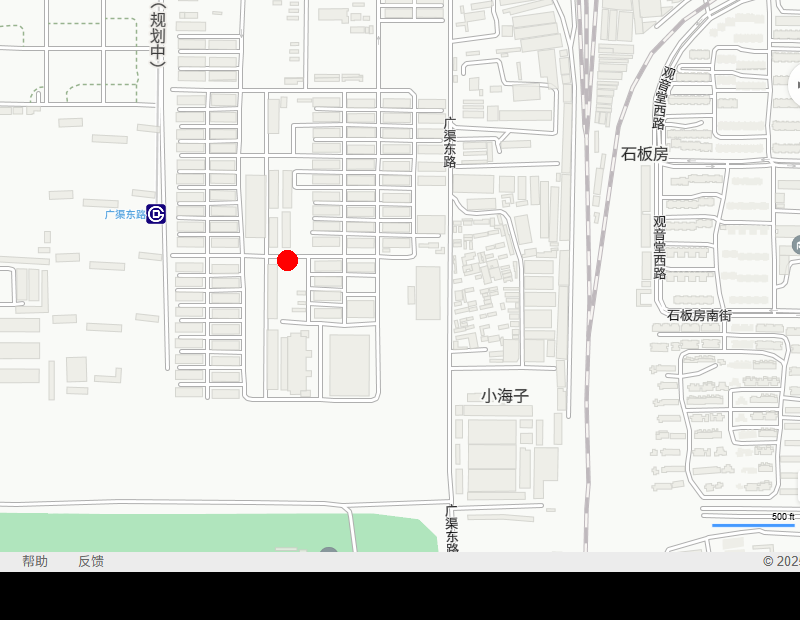 （规划中）
观音堂西路
广渠东路
石板房
广渠东路
观音堂西路
石板房南街
小海子
广渠东路
500 ft
帮助
反馈
© 202